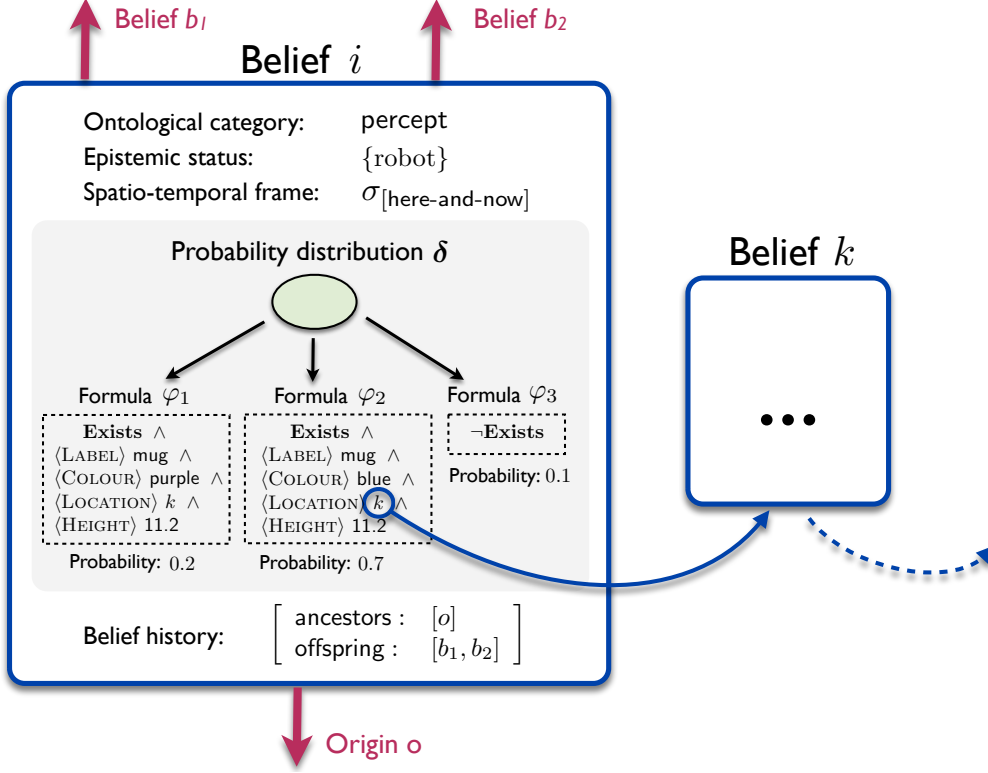 Belief b₁
Belief b₂
Belief i
Ontological category: percept
Epistemic status: {robot}
Spatio-temporal frame: σ[here-and-now]
Probability distribution δ
Formula φ₁
Exists ∧
⟨LABEL⟩ mug ∧
⟨COLOUR⟩ purple ∧
⟨LOCATION⟩ k ∧
⟨HEIGHT⟩ 11.2
Probability: 0.2
Formula φ₂
Exists ∧
⟨LABEL⟩ mug ∧
⟨COLOUR⟩ blue ∧
⟨LOCATION⟩ k ∧
⟨HEIGHT⟩ 11.2
Probability: 0.7
Formula φ₃
¬Exists
Probability: 0.1
Belief history:
ancestors : [o]
offspring : [b₁, b₂]
Origin o
Belief k
...